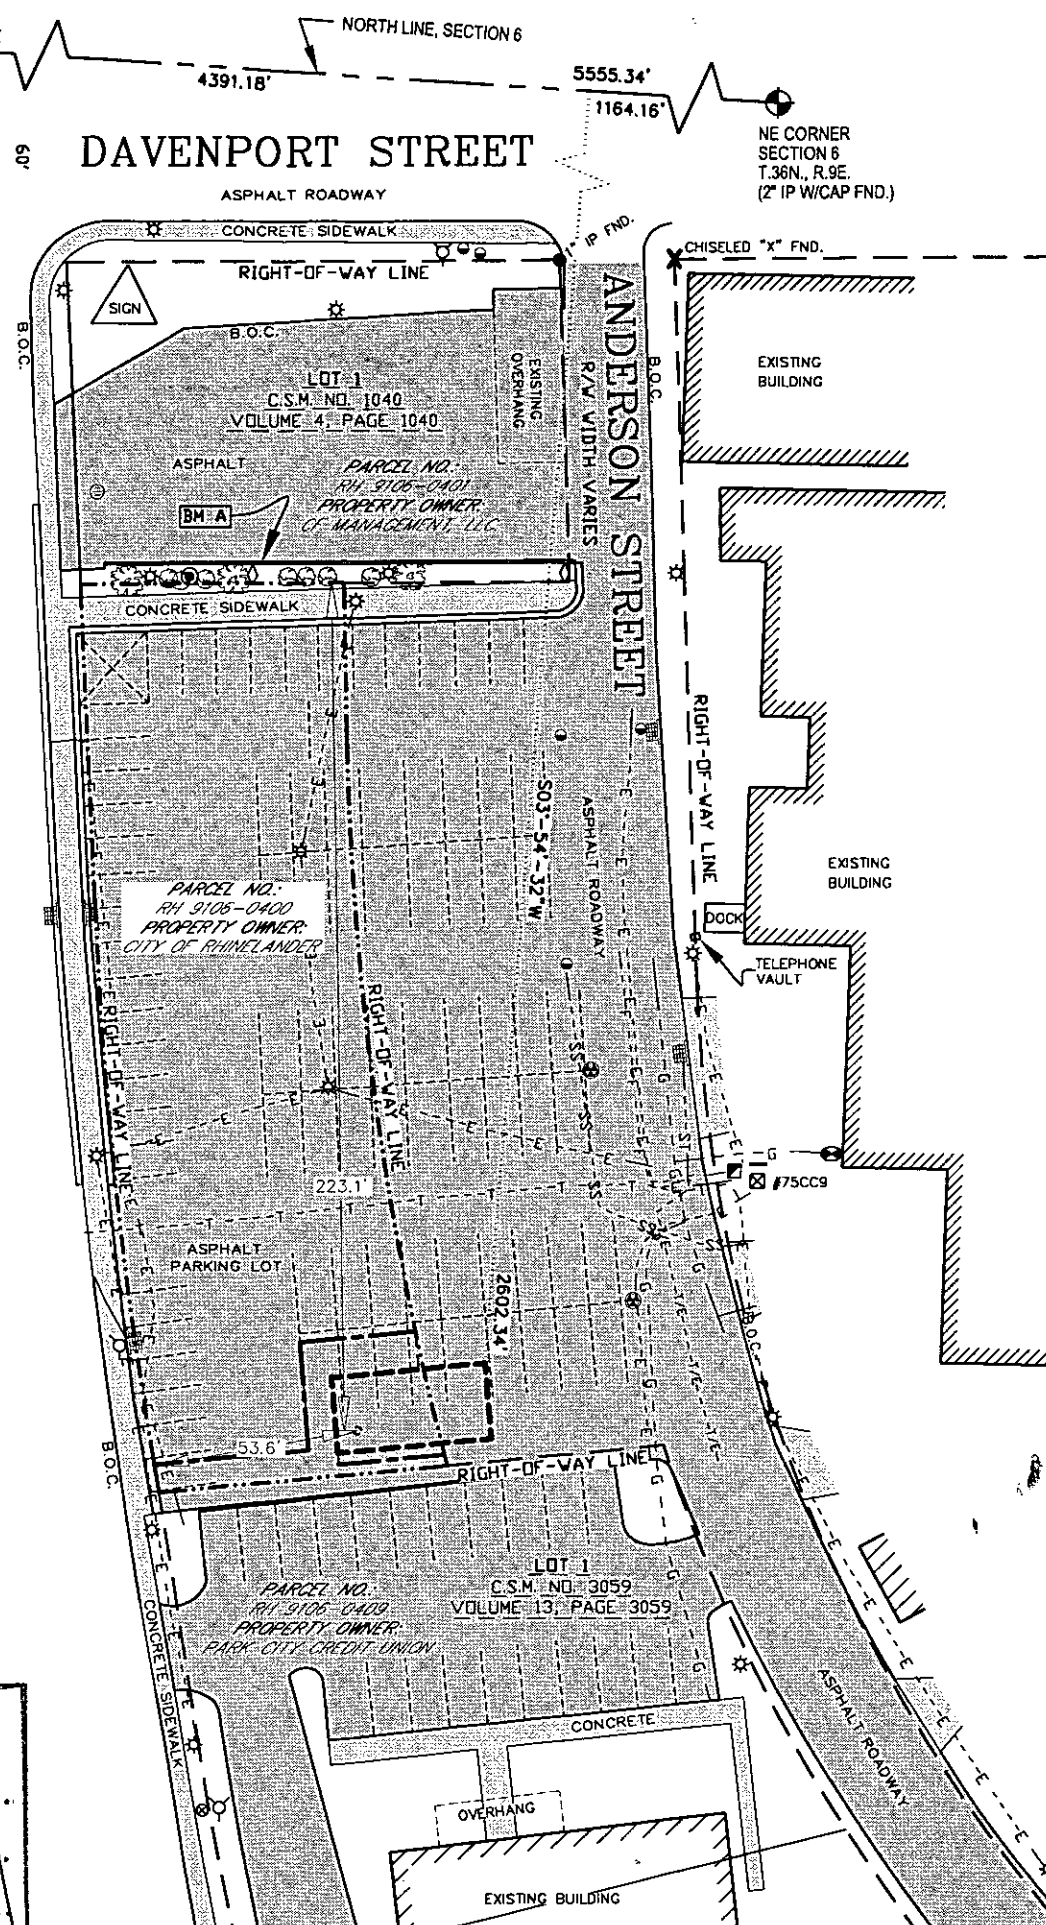 NORTH LINE, SECTION 6
4391.18'
5555.34'
1164.16'
NE CORNER
SECTION 6
T.36N., R.9E.
(2" IP W/CAP FND.)
60'
DAVENPORT STREET
ASPHALT ROADWAY
CONCRETE SIDEWALK
1" IP FND.
CHISELED "X" FND.
RIGHT-OF-WAY LINE
SIGN
B.O.C.
B.O.C.
EXISTING
OVERHANG
ANDERSON STREET
R/W WIDTH VARIES
B.O.C.
EXISTING
BUILDING
LOT 1
C.S.M. NO. 1040
VOLUME 4, PAGE 1040
ASPHALT
PARCEL NO.:
RH 9106-0401
PROPERTY OWNER:
CF MANAGEMENT, LLC
BM A
CONCRETE SIDEWALK
RIGHT-OF-WAY LINE
S03°-54'-32"W
ASPHALT ROADWAY
EXISTING
BUILDING
PARCEL NO.:
RH 9106-0400
PROPERTY OWNER:
CITY OF RHINELANDER
DOCK
TELEPHONE
VAULT
RIGHT-OF-WAY LINE
RIGHT-OF-WAY LINE
#75CC9
223.1'
ASPHALT
PARKING LOT
2602.34'
B.O.C.
53.6'
B.O.C.
RIGHT-OF-WAY LINE
LOT 1
C.S.M. NO. 3059
VOLUME 13, PAGE 3059
PARCEL NO.:
RH 9106-0409
PROPERTY OWNER:
PARK CITY CREDIT UNION
CONCRETE SIDEWALK
CONCRETE
ASPHALT ROADWAY
OVERHANG
EXISTING BUILDING